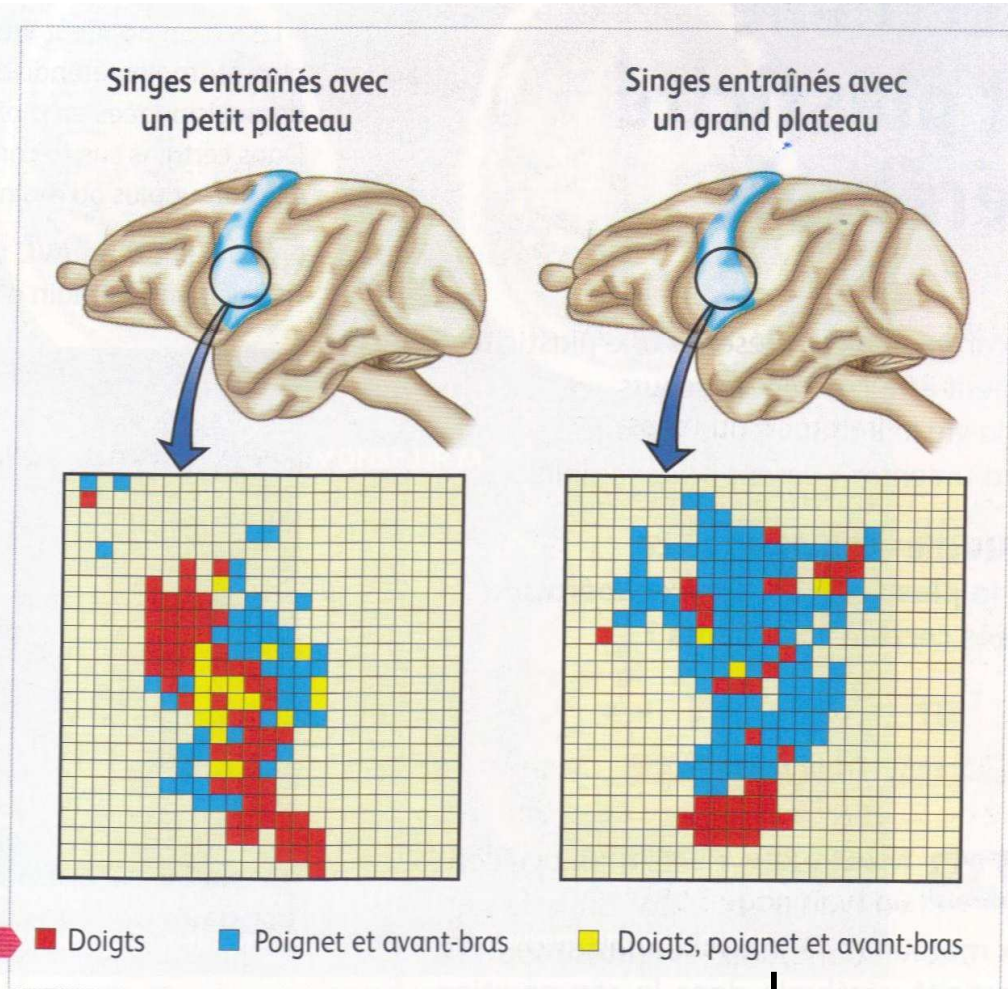 Singes entraînés avec
un petit plateau
Singes entraînés avec
un grand plateau
Doigts
Poignet et avant-bras
Doigts, poignet et avant-bras